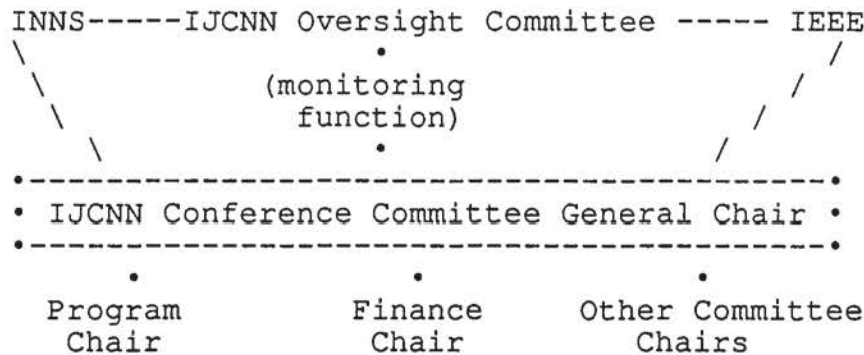 INNS-----IJCNN Oversight Committee ----- IEEE
(monitoring
function)
IJCNN Conference Committee General Chair
Program Finance Other Committee
Chair Chair Chairs